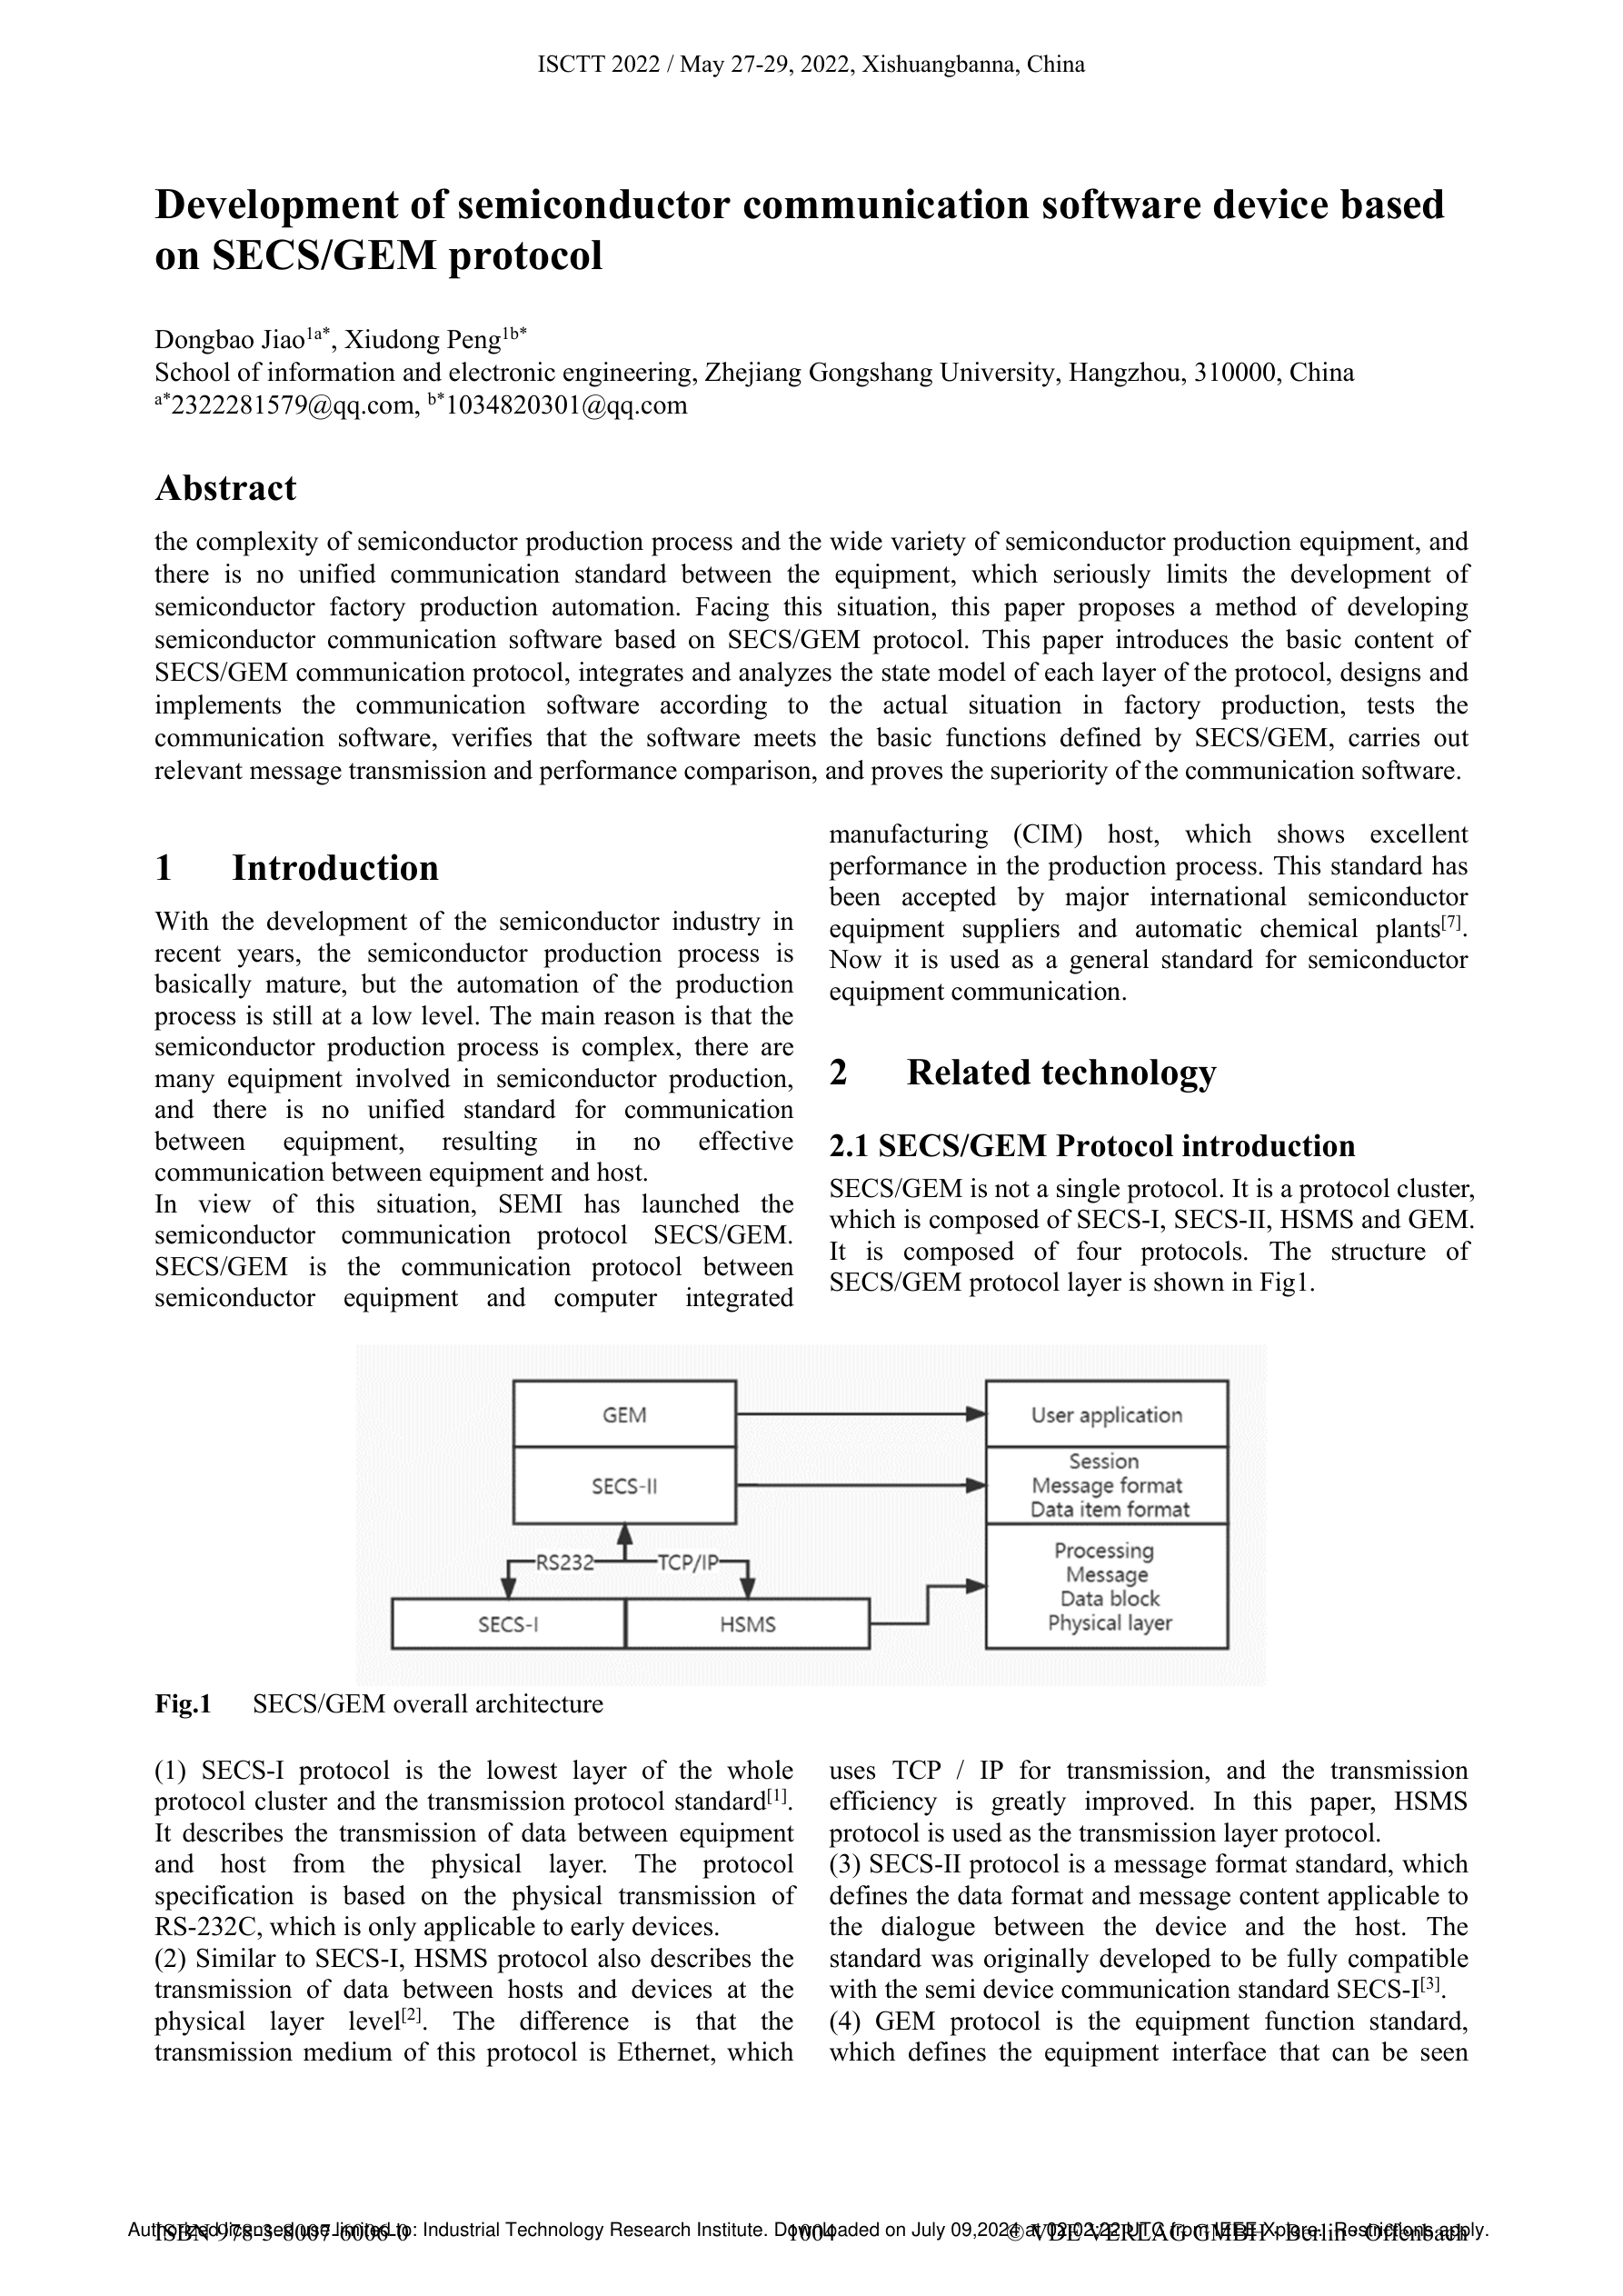 ISCTT 2022 / May 27-29, 2022, Xishuangbanna, China
Development of semiconductor communication software device based
on SECS/GEM protocol
Dongbao Jiao1a*, Xiudong Peng1b*
School of information and electronic engineering, Zhejiang Gongshang University, Hangzhou, 310000, China
a*2322281579@qq.com, b*1034820301@qq.com
Abstract
the complexity of semiconductor production process and the wide variety of semiconductor production equipment, and
there is no unified communication standard between the equipment, which seriously limits the development of
semiconductor factory production automation. Facing this situation, this paper proposes a method of developing
semiconductor communication software based on SECS/GEM protocol. This paper introduces the basic content of
SECS/GEM communication protocol, integrates and analyzes the state model of each layer of the protocol, designs and
implements the communication software according to the actual situation in factory production, tests the
communication software, verifies that the software meets the basic functions defined by SECS/GEM, carries out
relevant message transmission and performance comparison, and proves the superiority of the communication software.
1 Introduction
With the development of the semiconductor industry in
recent years, the semiconductor production process is
basically mature, but the automation of the production
process is still at a low level. The main reason is that the
semiconductor production process is complex, there are
many equipment involved in semiconductor production,
and there is no unified standard for communication
between equipment, resulting in no effective
communication between equipment and host.
In view of this situation, SEMI has launched the
semiconductor communication protocol SECS/GEM.
SECS/GEM is the communication protocol between
semiconductor equipment and computer integrated
manufacturing (CIM) host, which shows excellent
performance in the production process. This standard has
been accepted by major international semiconductor
equipment suppliers and automatic chemical plants[7].
Now it is used as a general standard for semiconductor
equipment communication.
2 Related technology
2.1 SECS/GEM Protocol introduction
SECS/GEM is not a single protocol. It is a protocol cluster,
which is composed of SECS-I, SECS-II, HSMS and GEM.
It is composed of four protocols. The structure of
SECS/GEM protocol layer is shown in Fig1.
GEM
User application
SECS-II
Session
Message format
Data item format
RS232
TCP/IP
Processing
Message
Data block
Physical layer
SECS-I
HSMS
Fig.1 SECS/GEM overall architecture
(1) SECS-I protocol is the lowest layer of the whole
protocol cluster and the transmission protocol standard[1].
It describes the transmission of data between equipment
and host from the physical layer. The protocol
specification is based on the physical transmission of
RS-232C, which is only applicable to early devices.
(2) Similar to SECS-I, HSMS protocol also describes the
transmission of data between hosts and devices at the
physical layer level[2]. The difference is that the
transmission medium of this protocol is Ethernet, which
uses TCP / IP for transmission, and the transmission
efficiency is greatly improved. In this paper, HSMS
protocol is used as the transmission layer protocol.
(3) SECS-II protocol is a message format standard, which
defines the data format and message content applicable to
the dialogue between the device and the host. The
standard was originally developed to be fully compatible
with the semi device communication standard SECS-I[3].
(4) GEM protocol is the equipment function standard,
which defines the equipment interface that can be seen
ISBN 978-3-8007-6006-0 1004 © VDE VERLAG GMBH · Berlin · Offenbach
Authorized licensed use limited to: Industrial Technology Research Institute. Downloaded on July 09,2024 at 02:02:22 UTC from IEEE Xplore. Restrictions apply.